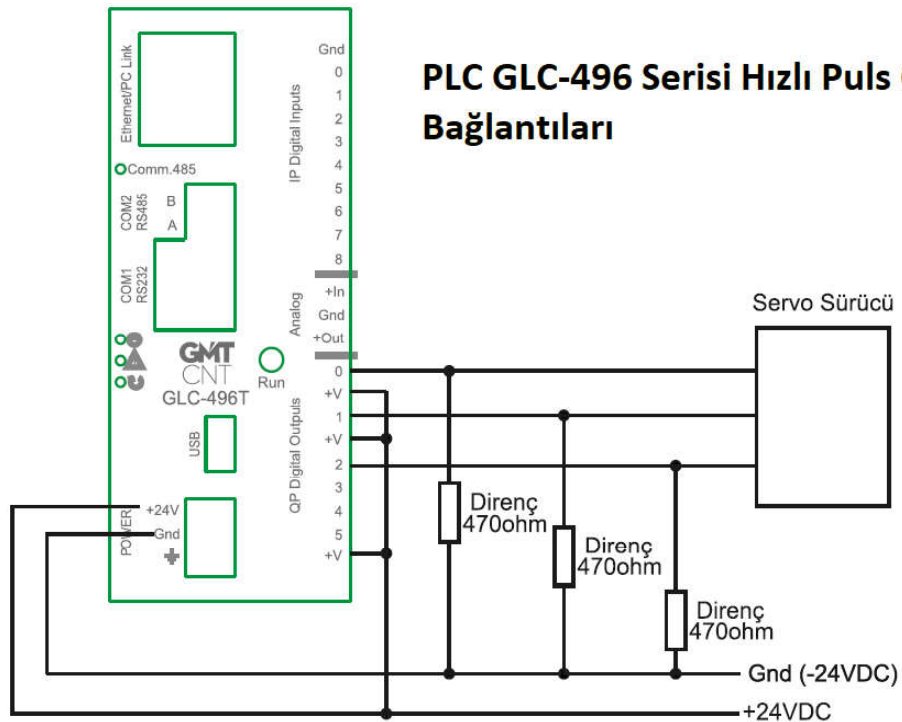 PLC GLC-496 Serisi Hızlı Puls
Bağlantıları
Ethernet/PC Link
Comm.485
COM2
RS485
B
A
COM1
RS232
GMT
CNT
GLC-496T
Run
USB
POWER
+24V
Gnd
IP Digital Inputs
Gnd
0
1
2
3
4
5
6
7
8
Analog
+In
Gnd
+Out
QP Digital Outputs
0
+V
1
+V
2
3
4
5
+V
Servo Sürücü
Direnç
470ohm
Direnç
470ohm
Direnç
470ohm
Gnd (-24VDC)
+24VDC